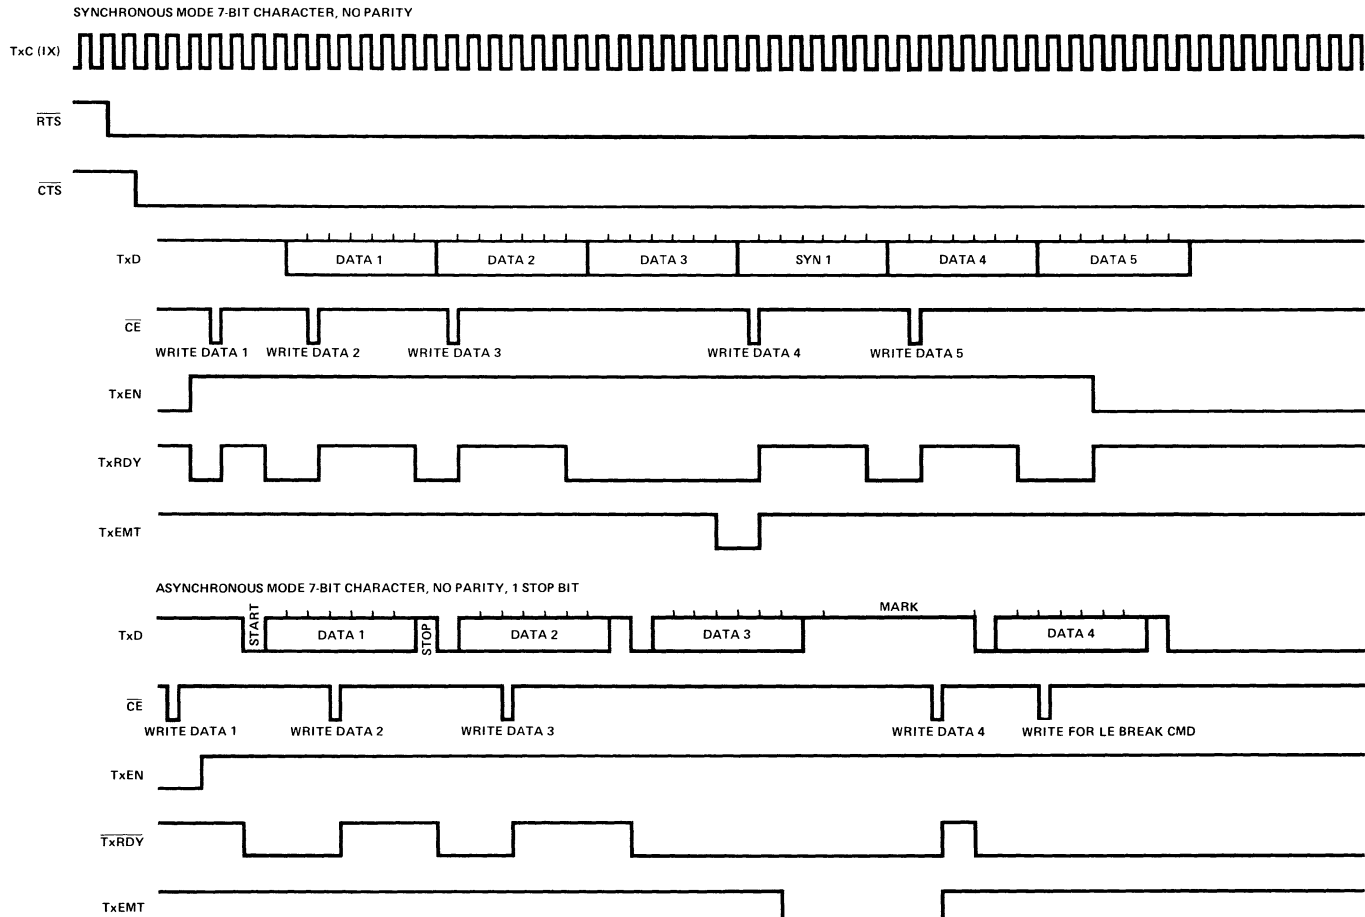 SYNCHRONOUS MODE 7-BIT CHARACTER, NO PARITY
TxC (IX)
RTS
CTS
TxD DATA 1 DATA 2 DATA 3 SYN 1 DATA 4 DATA 5
CE
WRITE DATA 1 WRITE DATA 2 WRITE DATA 3 WRITE DATA 4 WRITE DATA 5
TxEN
TxRDY
TxEMT
ASYNCHRONOUS MODE 7-BIT CHARACTER, NO PARITY, 1 STOP BIT
MARK
TxD START DATA 1 STOP DATA 2 DATA 3 DATA 4
CE
WRITE DATA 1 WRITE DATA 2 WRITE DATA 3 WRITE DATA 4 WRITE FOR LE BREAK CMD
TxEN
TxRDY
TxEMT